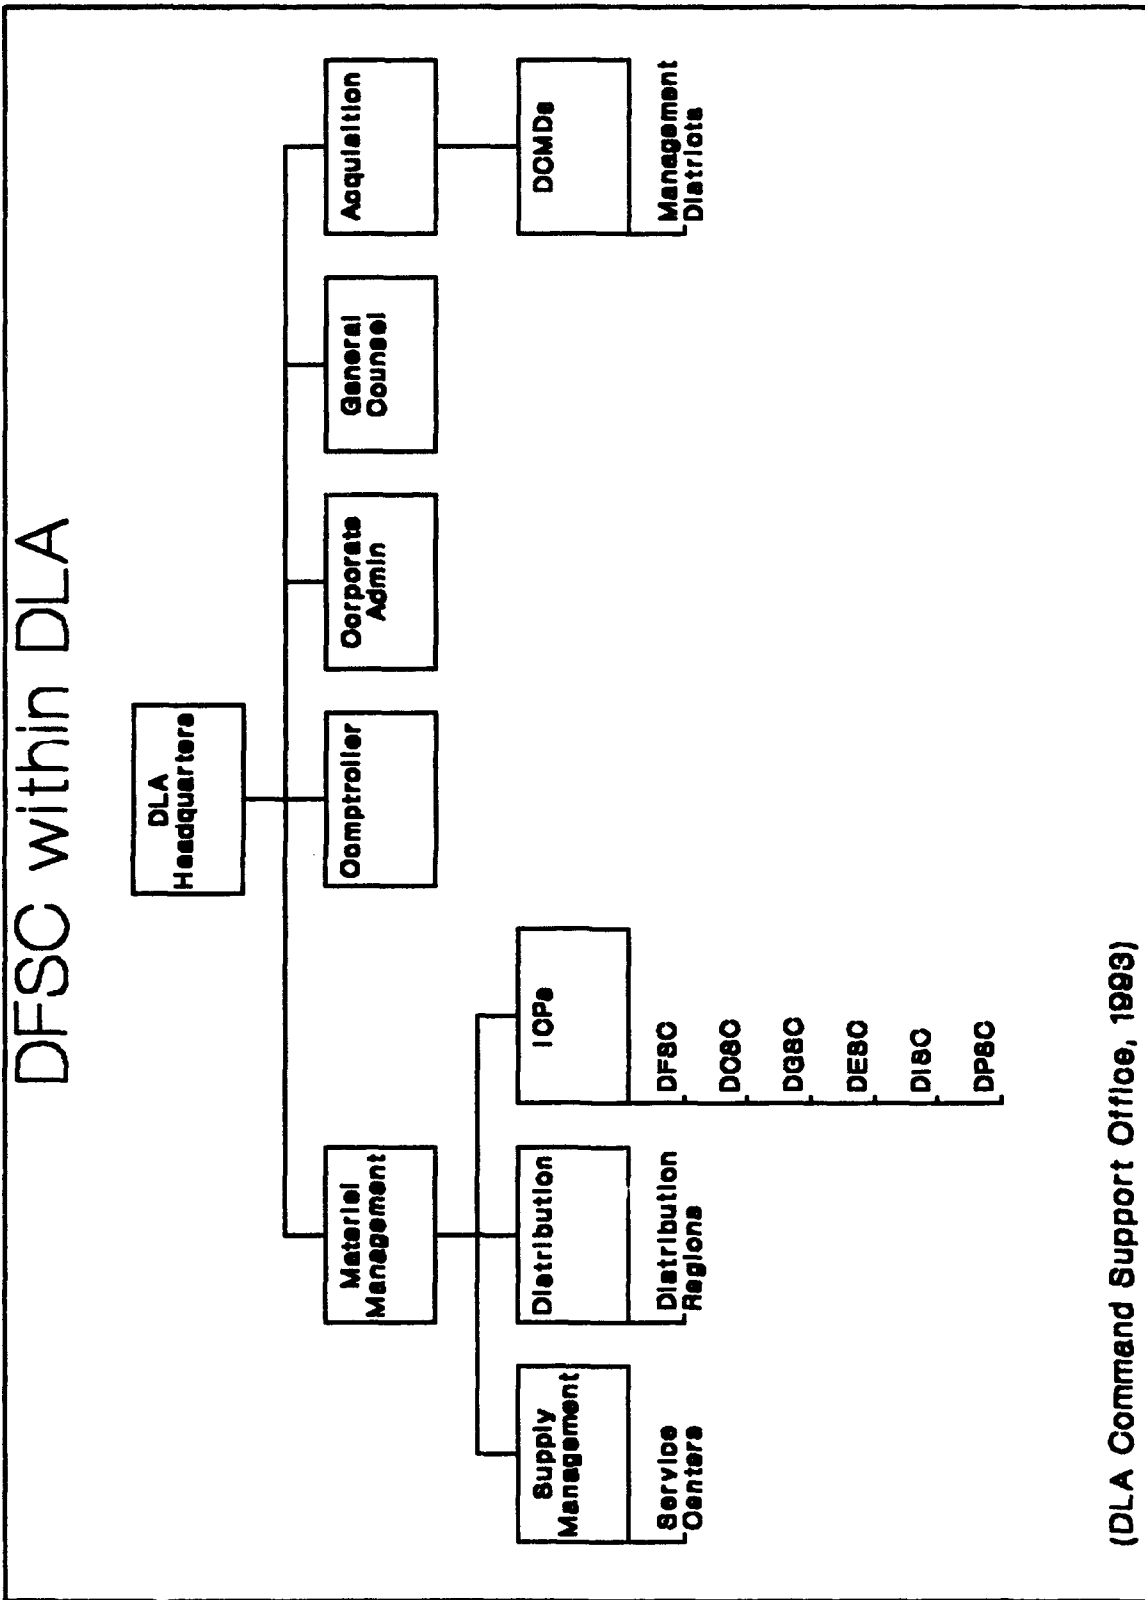 DFSC within DLA
DLA
Headquarters
Materiel
Management
Comptroller
Corporate
Admin
General
Counsel
Acquisition
Supply
Management
Distribution
ICPs
DCMDs
Service
Centers
Distribution
Regions
DFSC
DCSC
DGSC
DESC
DISC
DPSC
Management
Districts
(DLA Command Support Office, 1993)